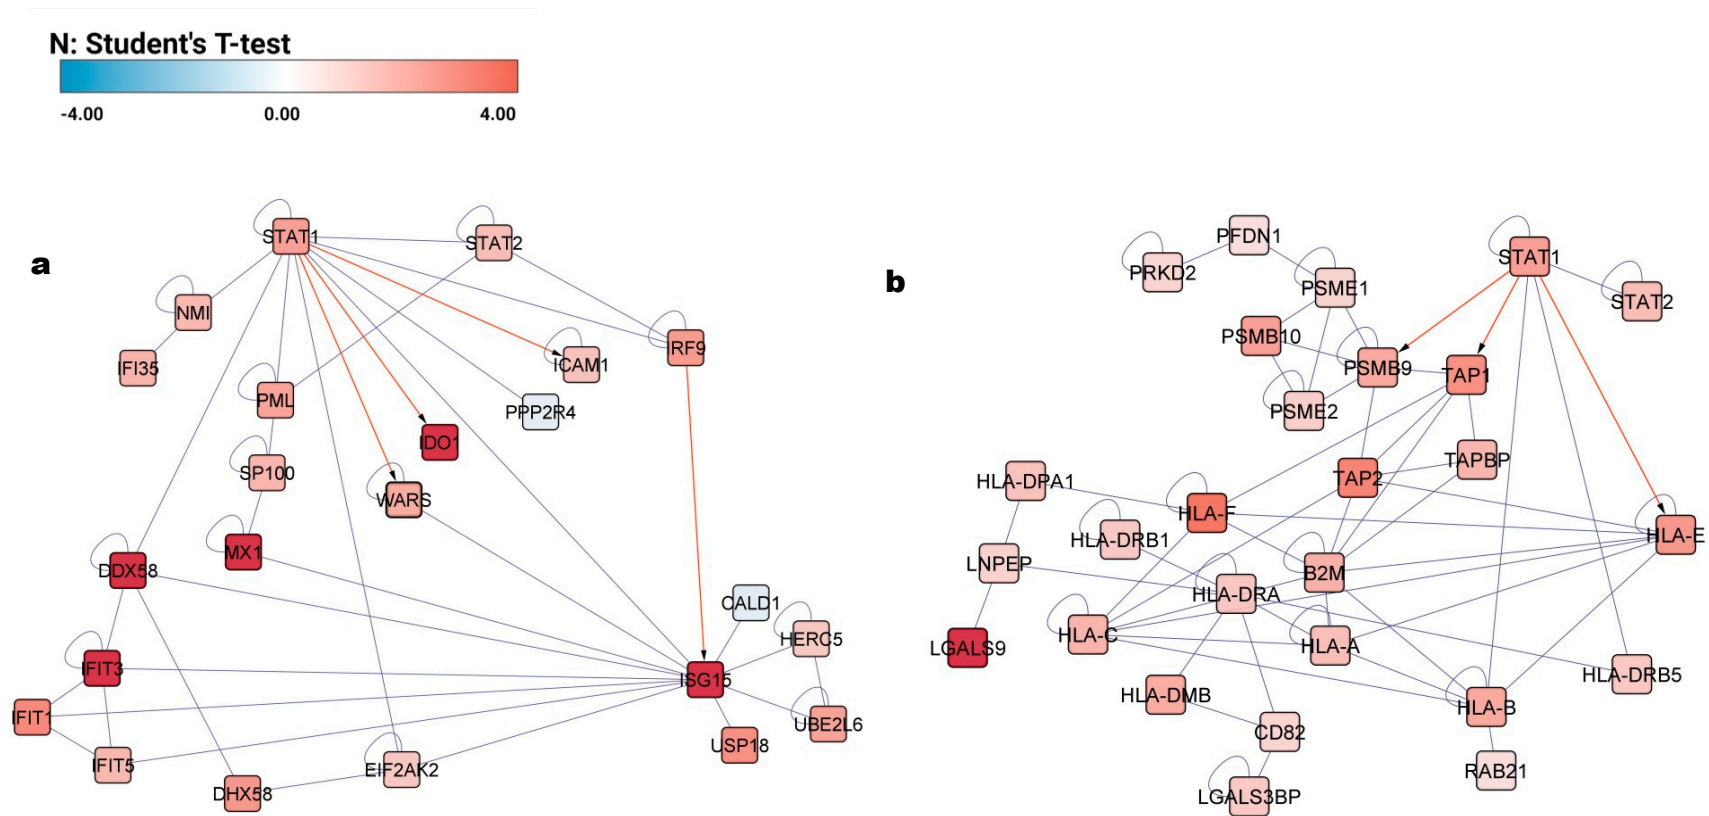 N: Student's T-test
-4.00 0.00 4.00
a
STAT1
STAT2
NMI
IFI35
RF9
ICAM1
PML
PPP2R4
IDO1
SP100
WARS
MX1
DDX58
CALD1
HERC5
IFIT3
ISG15
IFIT1
UBE2L6
USP18
IFIT5
EIF2AK2
DHX58
b
PFDN1
STAT1
PRKD2
PSME1
STAT2
PSMB10
PSMB9
TAP1
PSME2
TAPBP
HLA-DPA1
TAP2
HLA-F
HLA-DRB1
HLA-E
LNPEP
B2M
HLA-DRA
HLA-C
LGALS9
HLA-A
HLA-DRB5
HLA-DMB
HLA-B
CD82
RAB21
LGALS3BP